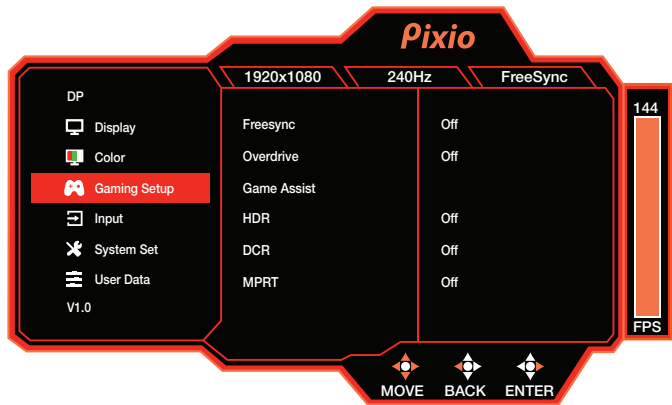 Pixio
1920x1080 240Hz FreeSync
DP
Display
Color
Gaming Setup
Input
System Set
User Data
V1.0
Freesync Off
Overdrive Off
Game Assist
HDR Off
DCR Off
MPRT Off
144
FPS
MOVE BACK ENTER